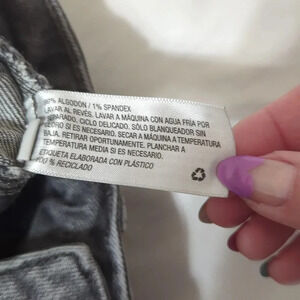 % ALGODÓN / 1% SPANDEX
LAVAR AL REVÉS. LAVAR A MÁQUINA CON AGUA FRÍA POR
SEPARADO, CICLO DELICADO. SÓLO BLANQUEADOR SIN
CLORO SI ES NECESARIO. SECAR A MÁQUINA A TEMPERATURA
BAJA, RETIRAR OPORTUNAMENTE. PLANCHAR A
TEMPERATURA MEDIA SI ES NECESARIO.
ETIQUETA ELABORADA CON PLÁSTICO
100 % RECICLADO